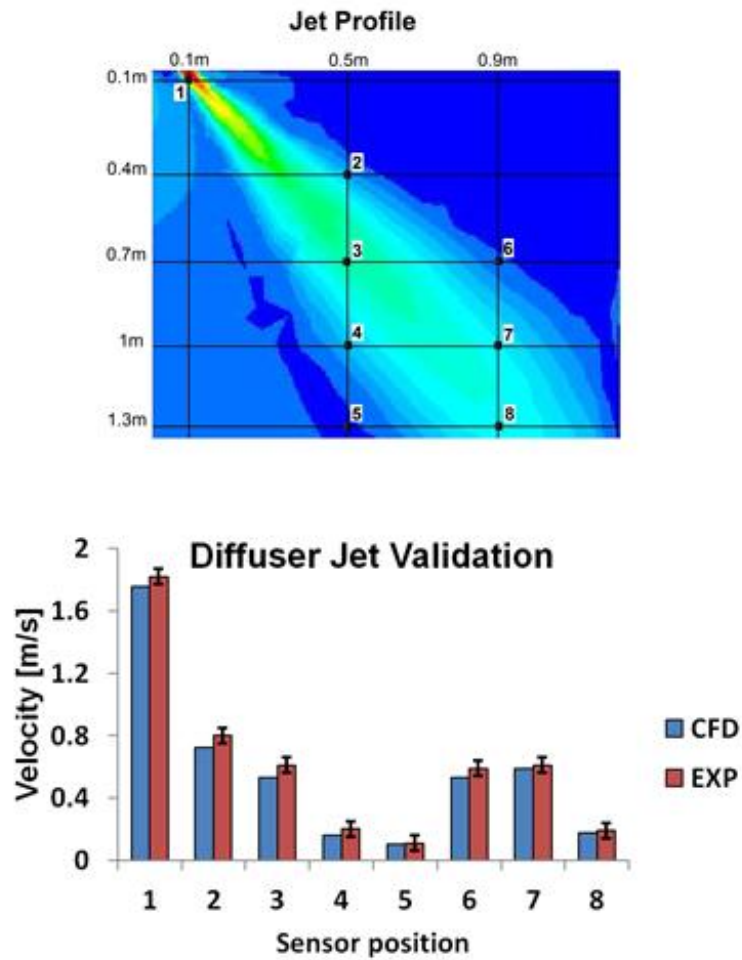 Jet Profile
0.1m 0.5m 0.9m
0.1m
1
2
0.4m
3
6
0.7m
4
7
1m
5
8
1.3m
Diffuser Jet Validation
2
1.6
1.2
0.8
0.4
0
Velocity [m/s]
CFD
EXP
1 2 3 4 5 6 7 8
Sensor position